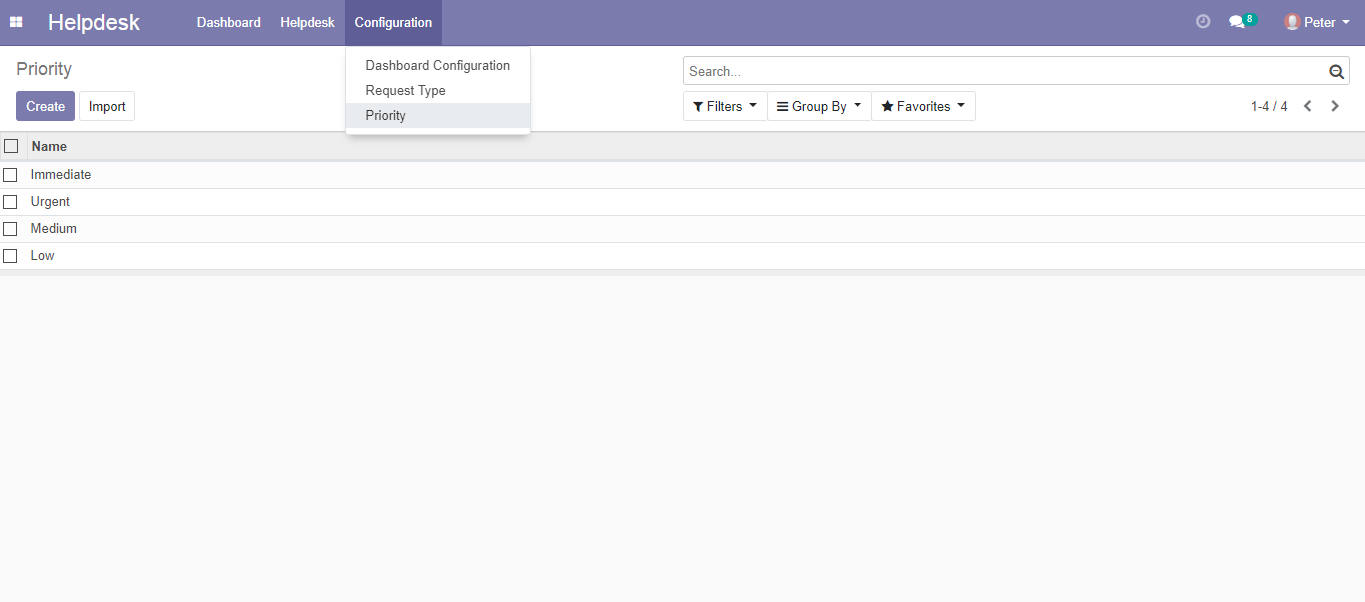 Helpdesk Dashboard Helpdesk Configuration 8 Peter
Dashboard Configuration
Request Type
Priority
Priority
Search...
Create Import Filters Group By Favorites 1-4 / 4
Name
Immediate
Urgent
Medium
Low